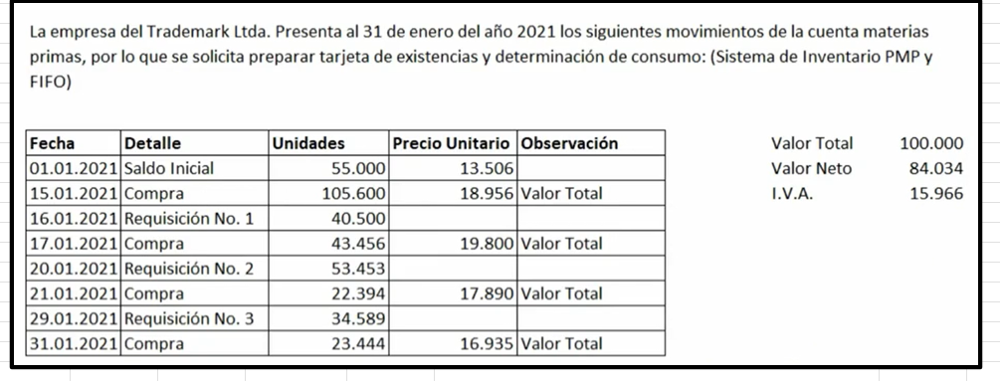 La empresa del Trademark Ltda. Presenta al 31 de enero del año 2021 los siguientes movimientos de la cuenta materias
primas, por lo que se solicita preparar tarjeta de existencias y determinación de consumo: (Sistema de Inventario PMP y
FIFO)
Fecha Detalle Unidades Precio Unitario Observación
01.01.2021 Saldo Inicial 55.000 13.506
15.01.2021 Compra 105.600 18.956 Valor Total
16.01.2021 Requisición No. 1 40.500
17.01.2021 Compra 43.456 19.800 Valor Total
20.01.2021 Requisición No. 2 53.453
21.01.2021 Compra 22.394 17.890 Valor Total
29.01.2021 Requisición No. 3 34.589
31.01.2021 Compra 23.444 16.935 Valor Total
Valor Total 100.000
Valor Neto 84.034
I.V.A. 15.966